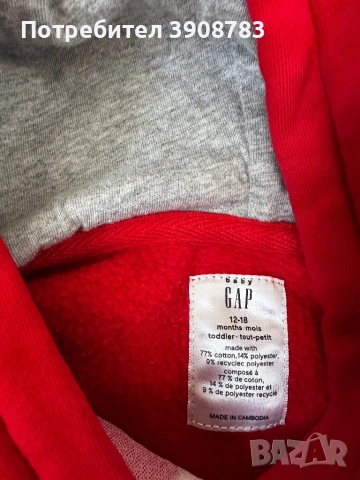 Потребител 3908783
baby
GAP
12-18
months mois
toddler·tout-petit
made with
77% cotton,14% polyester,
9% recycled polyester
composé à
77 % de coton,
14 % de polyester et
9 % de polyester recyclé
MADE IN CAMBODIA
BAZAR